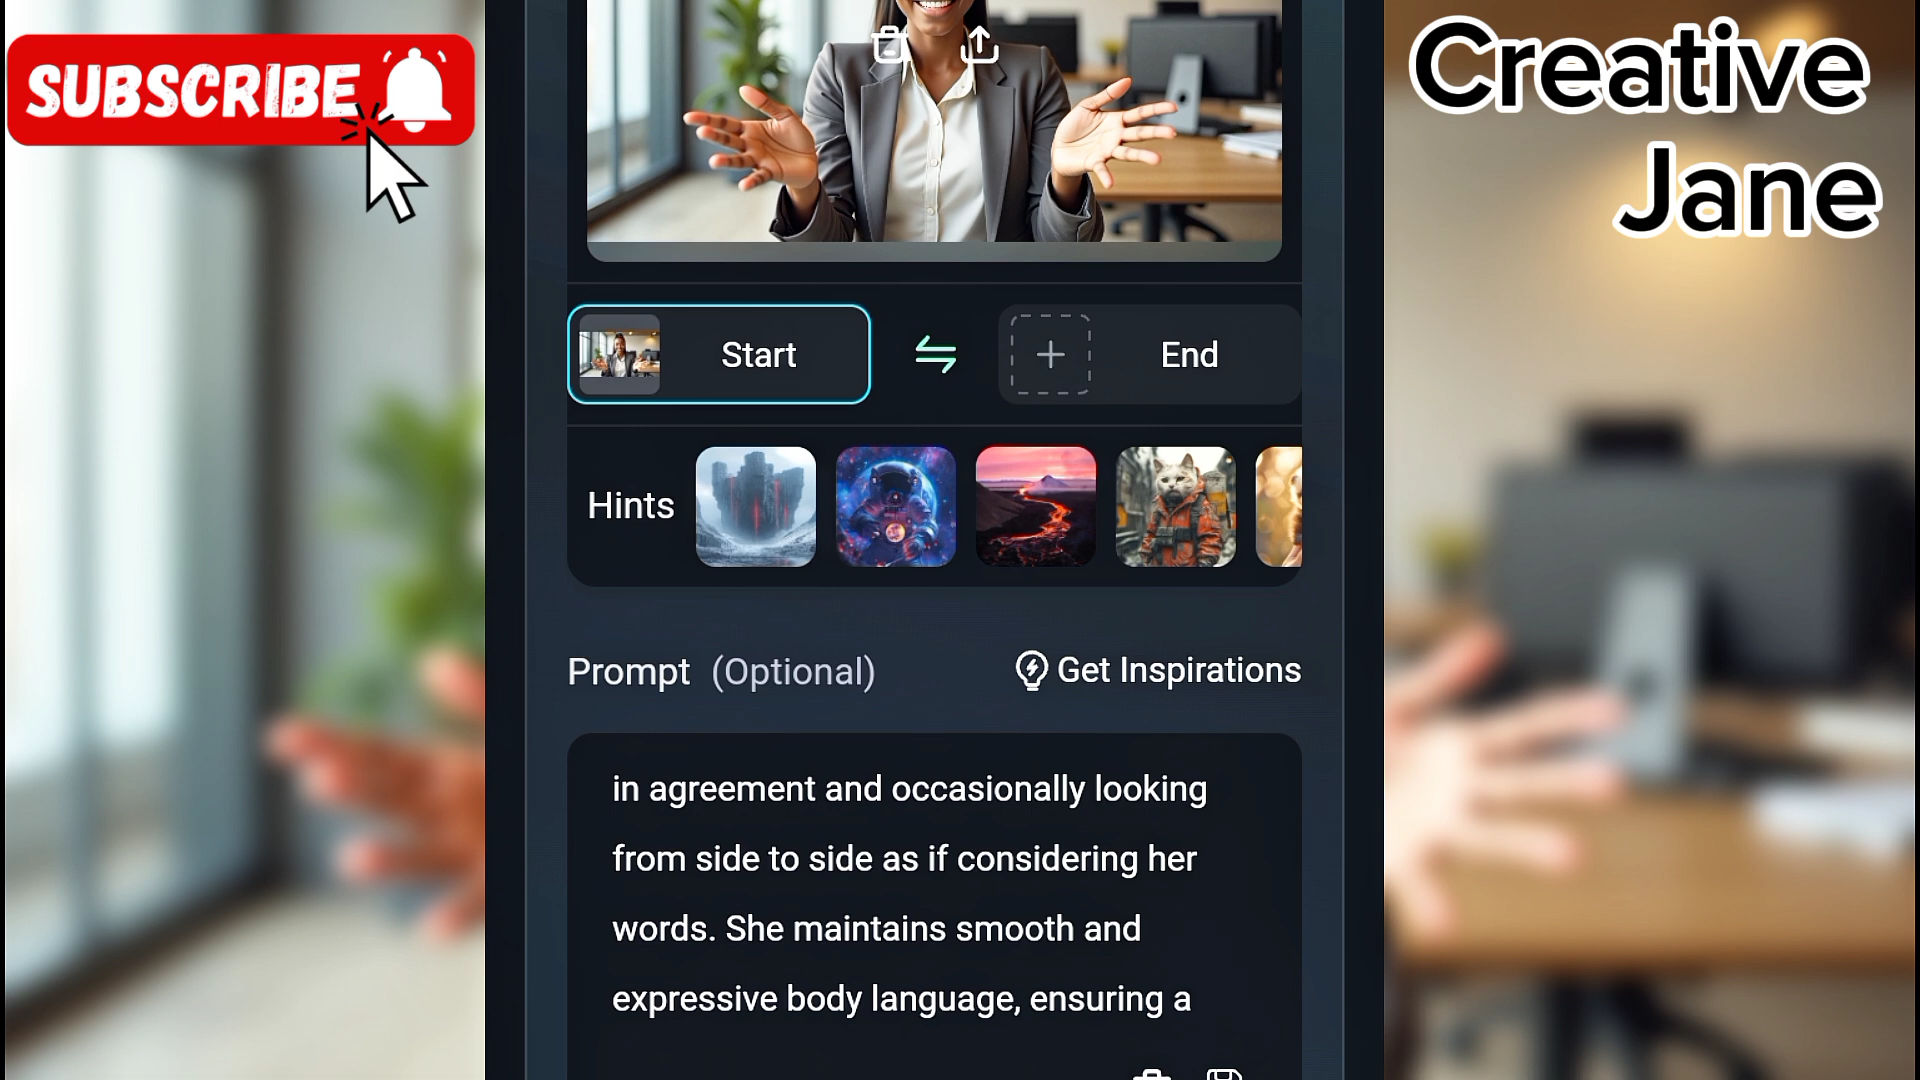 SUBSCRIBE
Creative
Jane
Start
End
Hints
Prompt (Optional)
Get Inspirations
in agreement and occasionally looking
from side to side as if considering her
words. She maintains smooth and
expressive body language, ensuring a